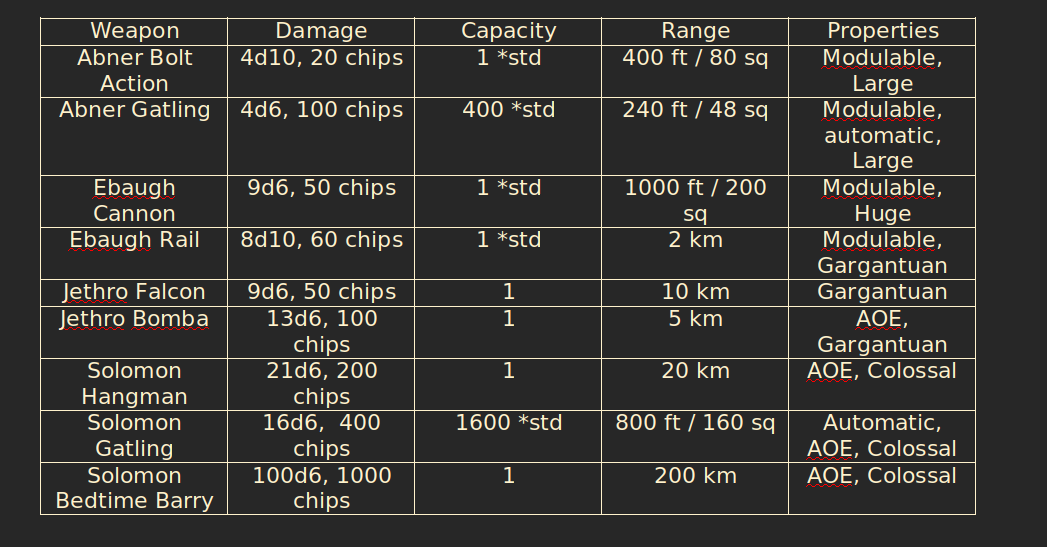 Weapon Damage Capacity Range Properties
Abner Bolt 4d10, 20 chips 1 *std 400 ft / 80 sq Modulable,
Action Large
Abner Gatling 4d6, 100 chips 400 *std 240 ft / 48 sq Modulable,
automatic,
Large
Ebaugh 9d6, 50 chips 1 *std 1000 ft / 200 Modulable,
Cannon sq Huge
Ebaugh Rail 8d10, 60 chips 1 *std 2 km Modulable,
Gargantuan
Jethro Falcon 9d6, 50 chips 1 10 km Gargantuan
Jethro Bomba 13d6, 100 1 5 km AOE,
chips Gargantuan
Solomon 21d6, 200 1 20 km AOE, Colossal
Hangman chips
Solomon 16d6,  400 1600 *std 800 ft / 160 sq Automatic,
Gatling chips AOE, Colossal
Solomon 100d6, 1000 1 200 km AOE, Colossal
Bedtime Barry chips